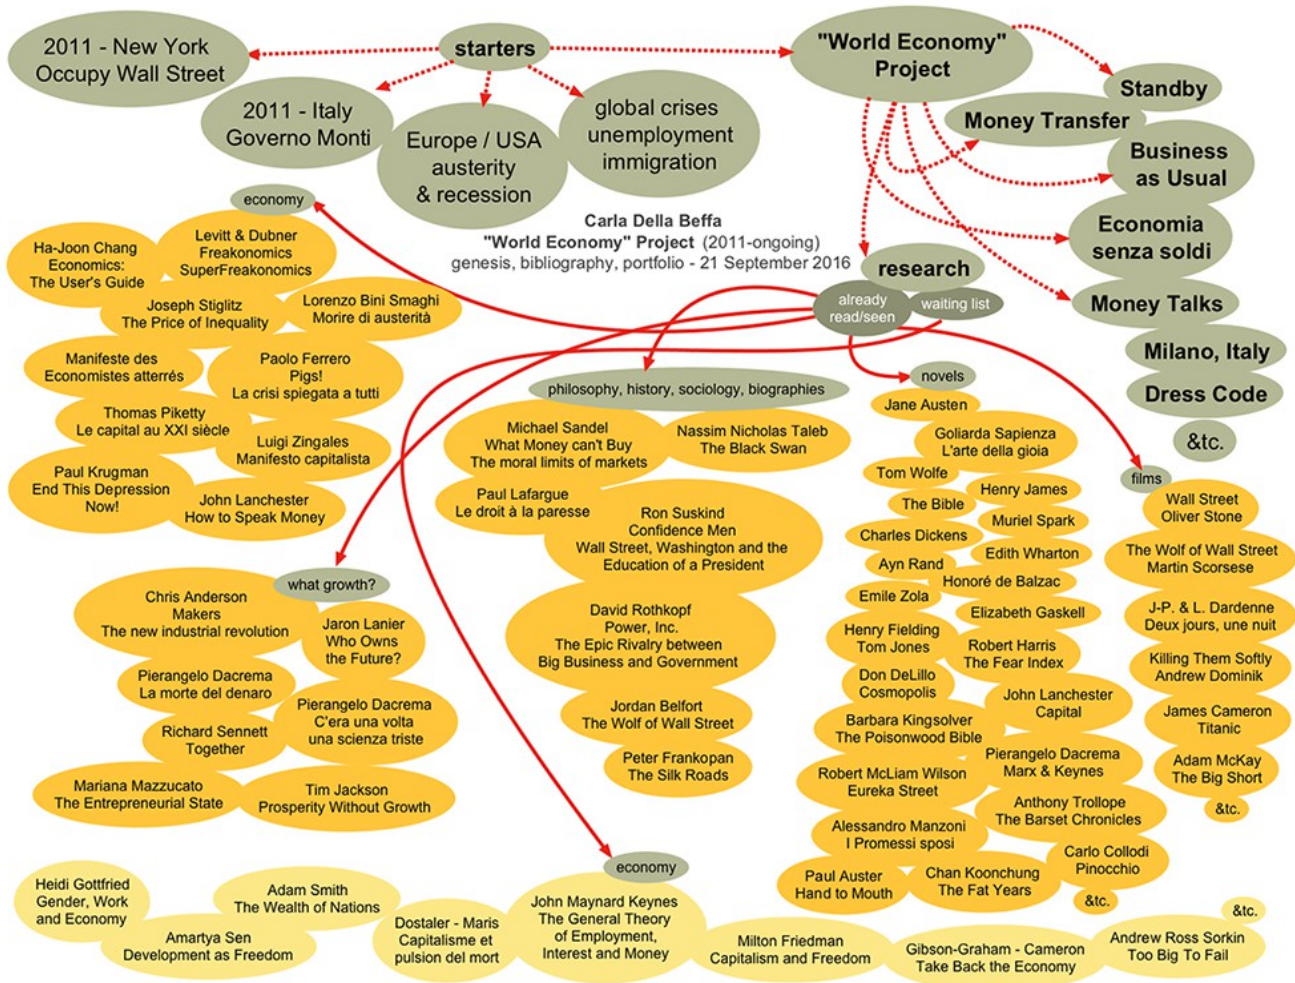 2011 - New York
Occupy Wall Street
starters
"World Economy"
Project
2011 - Italy
Governo Monti
Europe / USA
austerity
& recession
global crises
unemployment
immigration
Standby
Money Transfer
Business
as Usual
Economia
senza soldi
Money Talks
Milano, Italy
Dress Code
&tc.
Carla Della Beffa
"World Economy" Project (2011-ongoing)
genesis, bibliography, portfolio - 21 September 2016
research
already
read/seen
waiting list
economy
Ha-Joon Chang
Economics:
The User's Guide
Levitt & Dubner
Freakonomics
SuperFreakonomics
Joseph Stiglitz
The Price of Inequality
Lorenzo Bini Smaghi
Morire di austerità
Manifeste des
Economistes atterrés
Paolo Ferrero
Pigs!
La crisi spiegata a tutti
Thomas Piketty
Le capital au XXI siècle
Luigi Zingales
Manifesto capitalista
Paul Krugman
End This Depression
Now!
John Lanchester
How to Speak Money
what growth?
Chris Anderson
Makers
The new industrial revolution
Jaron Lanier
Who Owns
the Future?
Pierangelo Dacrema
La morte del denaro
Pierangelo Dacrema
C'era una volta
una scienza triste
Richard Sennett
Together
Mariana Mazzucato
The Entrepreneurial State
Tim Jackson
Prosperity Without Growth
philosophy, history, sociology, biographies
Michael Sandel
What Money can't Buy
The moral limits of markets
Nassim Nicholas Taleb
The Black Swan
Paul Lafargue
Le droit à la paresse
Ron Suskind
Confidence Men
Wall Street, Washington and the
Education of a President
David Rothkopf
Power, Inc.
The Epic Rivalry between
Big Business and Government
Jordan Belfort
The Wolf of Wall Street
Peter Frankopan
The Silk Roads
novels
Jane Austen
Goliarda Sapienza
L'arte della gioia
Tom Wolfe
Henry James
The Bible
Muriel Spark
Charles Dickens
Edith Wharton
Ayn Rand
Honoré de Balzac
Emile Zola
Elizabeth Gaskell
Henry Fielding
Tom Jones
Robert Harris
The Fear Index
Don DeLillo
Cosmopolis
John Lanchester
Capital
Barbara Kingsolver
The Poisonwood Bible
Pierangelo Dacrema
Marx & Keynes
Robert McLiam Wilson
Eureka Street
Anthony Trollope
The Barset Chronicles
Alessandro Manzoni
I Promessi sposi
Carlo Collodi
Pinocchio
Paul Auster
Hand to Mouth
Chan Koonchung
The Fat Years
&tc.
films
Wall Street
Oliver Stone
The Wolf of Wall Street
Martin Scorsese
J-P. & L. Dardenne
Deux jours, une nuit
Killing Them Softly
Andrew Dominik
James Cameron
Titanic
Adam McKay
The Big Short
&tc.
economy
Heidi Gottfried
Gender, Work
and Economy
Adam Smith
The Wealth of Nations
Amartya Sen
Development as Freedom
Dostaler - Maris
Capitalisme et
pulsion del mort
John Maynard Keynes
The General Theory
of Employment,
Interest and Money
Milton Friedman
Capitalism and Freedom
Gibson-Graham - Cameron
Take Back the Economy
Andrew Ross Sorkin
Too Big To Fail
&tc.